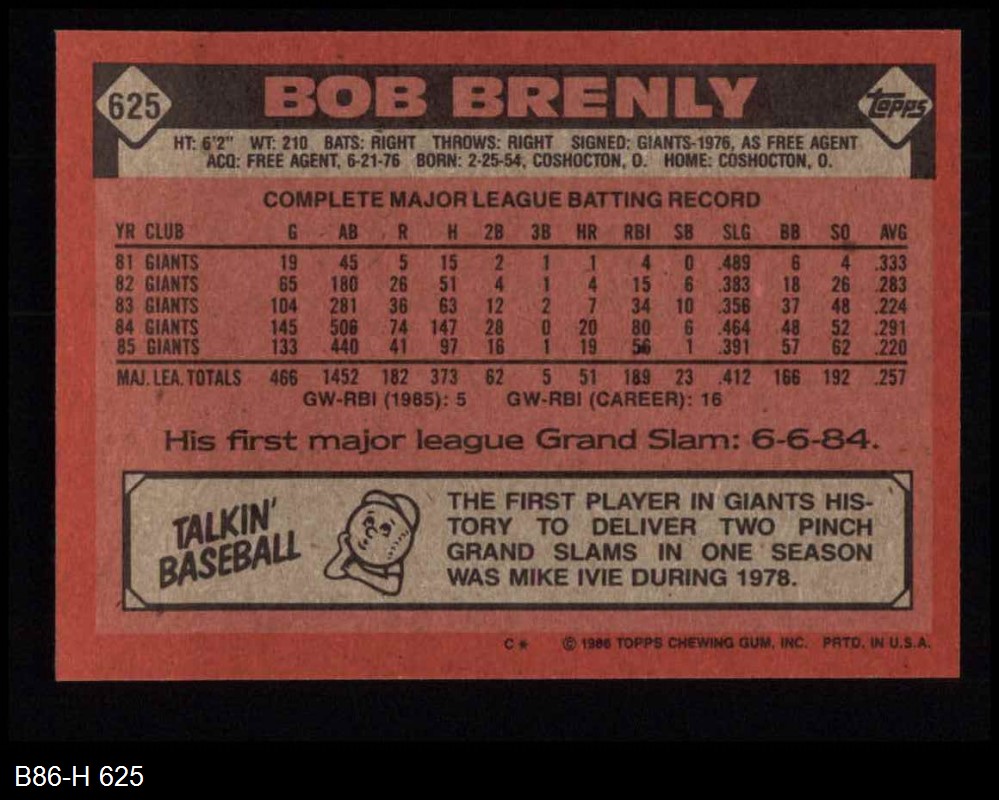 625 BOB BRENLY Topps
HT: 6'2" WT: 210 BATS: RIGHT THROWS: RIGHT SIGNED: GIANTS-1976, AS FREE AGENT
ACQ: FREE AGENT, 6-21-76 BORN: 2-25-54, COSHOCTON, O. HOME: COSHOCTON, O.
COMPLETE MAJOR LEAGUE BATTING RECORD
YR CLUB G AB R H 2B 3B HR RBI SB SLG BB SO AVG
81 GIANTS 19 45 5 15 2 1 1 4 0 .489 6 4 .333
82 GIANTS 65 180 26 51 4 1 4 15 6 .383 18 26 .283
83 GIANTS 104 281 36 63 12 2 7 34 10 .356 37 48 .224
84 GIANTS 145 506 74 147 28 0 20 80 6 .464 48 52 .291
85 GIANTS 133 440 41 97 16 1 19 56 1 .391 57 62 .220
MAJ. LEA. TOTALS 466 1452 182 373 62 5 51 189 23 .412 166 192 .257
GW-RBI (1985): 5 GW-RBI (CAREER): 16
His first major league Grand Slam: 6-6-84.
TALKIN'
BASEBALL
THE FIRST PLAYER IN GIANTS HIS-
TORY TO DELIVER TWO PINCH
GRAND SLAMS IN ONE SEASON
WAS MIKE IVIE DURING 1978.
C* © 1986 TOPPS CHEWING GUM, INC. PRTD. IN U.S.A.
B86-H 625